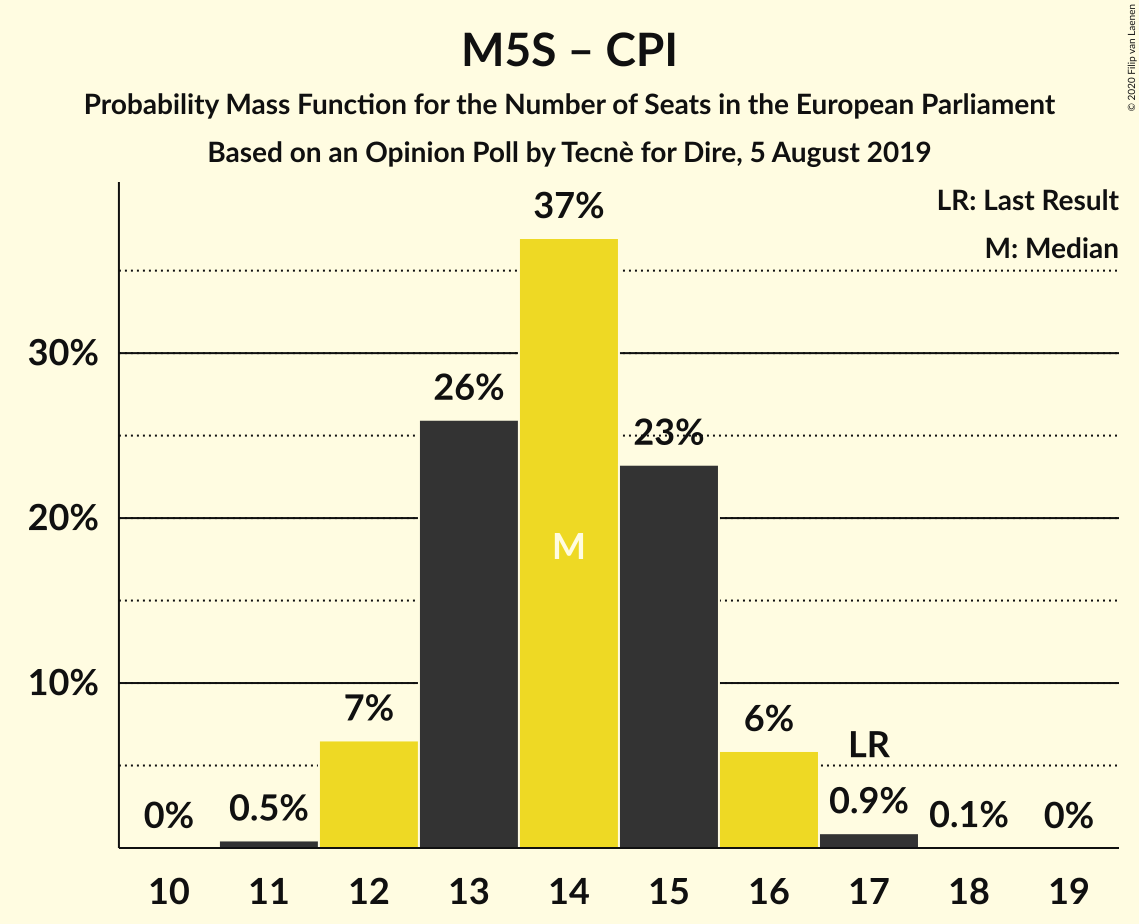 M5S – CPI
Probability Mass Function for the Number of Seats in the European Parliament
Based on an Opinion Poll by Tecnè for Dire, 5 August 2019
© 2020 Filip van Laenen
LR: Last Result
M: Median
37%
30%
26%
23%
20%
M
10%
7%
6%
LR
0%
0.5%
0.9%
0.1%
0%
10 11 12 13 14 15 16 17 18 19